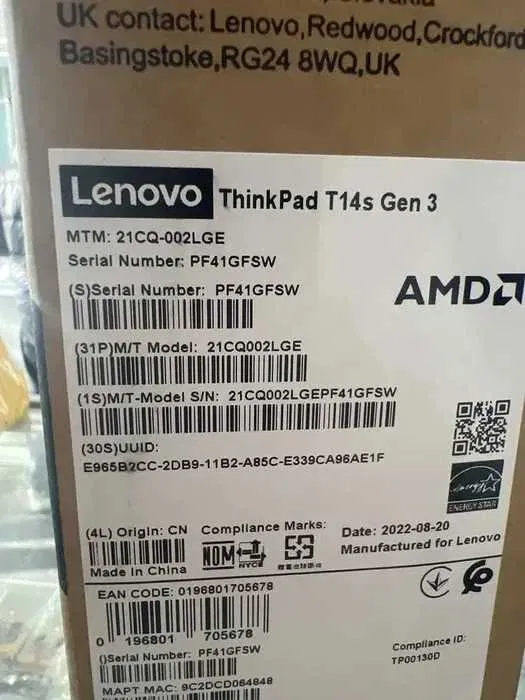 UK contact: Lenovo,Redwood,Crockford
Basingstoke,RG24 8WQ,UK
Lenovo ThinkPad T14s Gen 3
MTM: 21CQ-002LGE
Serial Number: PF41GFSW
(S)Serial Number: PF41GFSW
AMD
(31P)M/T Model: 21CQ002LGE
(1S)M/T-Model S/N: 21CQ002LGEPF41GFSW
(30S)UUID:
E965B2CC-2DB9-11B2-A85C-E339CA96AE1F
ENERGY STAR
(4L) Origin: CN
Compliance Marks:
Date: 2022-08-20
Manufactured for Lenovo
NOM
NYCE
Made in China
EAN CODE: 0196801705678
0 196801 705678
Compliance ID:
TP00130D
()Serial Number: PF41GFSW
MAPT MAC: 9C2DCD064848